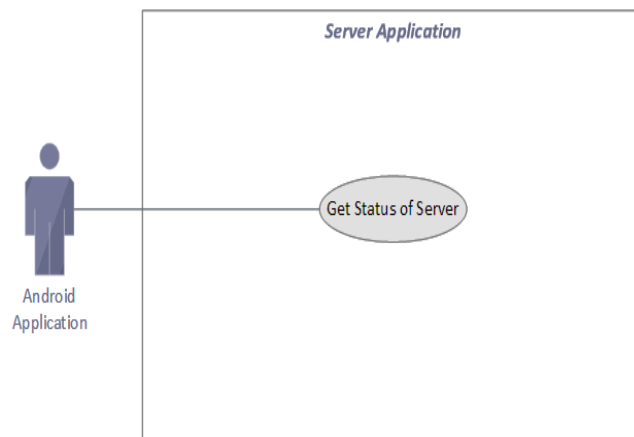 Server Application
Get Status of Server
Android
Application